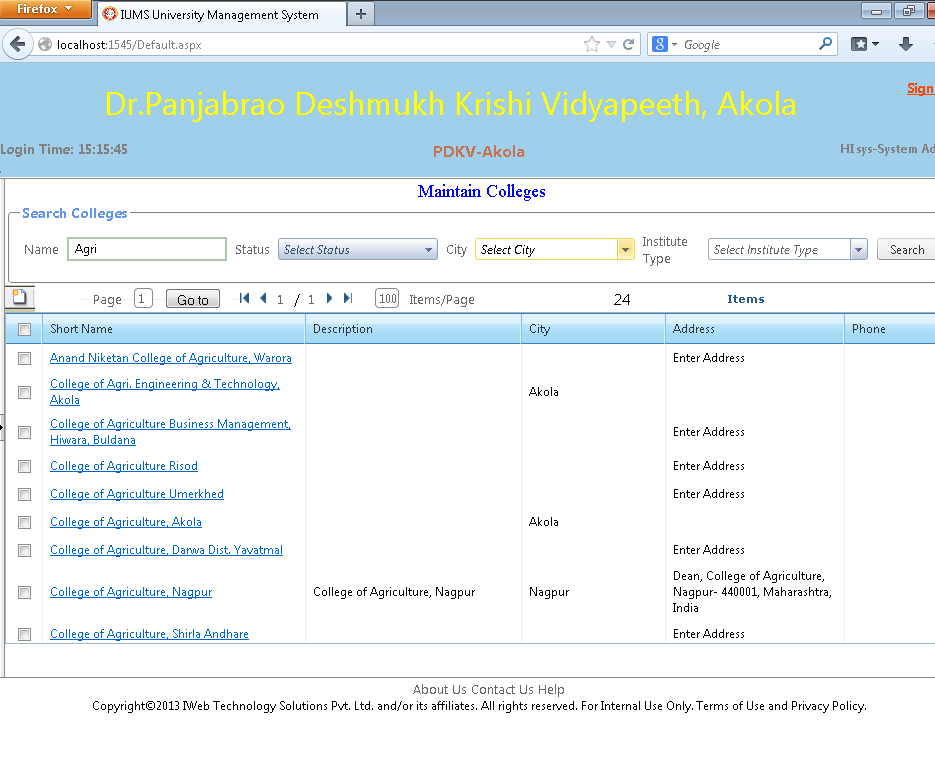 Firefox
IUMS University Management System
localhost:1545/Default.aspx
Google
Dr.Panjabrao Deshmukh Krishi Vidyapeeth, Akola
Sign
Login Time: 15:15:45
PDKV-Akola
HIsys-System Ad
Maintain Colleges
Search Colleges
Name Agri Status Select Status City Select City Institute Type Select Institute Type Search
Page 1 Go to 1 / 1 100 Items/Page 24 Items
Short Name Description City Address Phone
Anand Niketan College of Agriculture, Warora Enter Address
College of Agri. Engineering & Technology,
Akola Akola
College of Agriculture Business Management,
Hiwara, Buldana Enter Address
College of Agriculture Risod Enter Address
College of Agriculture Umerkhed Enter Address
College of Agriculture, Akola Akola
College of Agriculture, Darwa Dist. Yavatmal Enter Address
College of Agriculture, Nagpur College of Agriculture, Nagpur Nagpur Dean, College of Agriculture,
Nagpur- 440001, Maharashtra,
India
College of Agriculture, Shirla Andhare Enter Address
About Us Contact Us Help
Copyright©2013 IWeb Technology Solutions Pvt. Ltd. and/or its affiliates. All rights reserved. For Internal Use Only. Terms of Use and Privacy Policy.